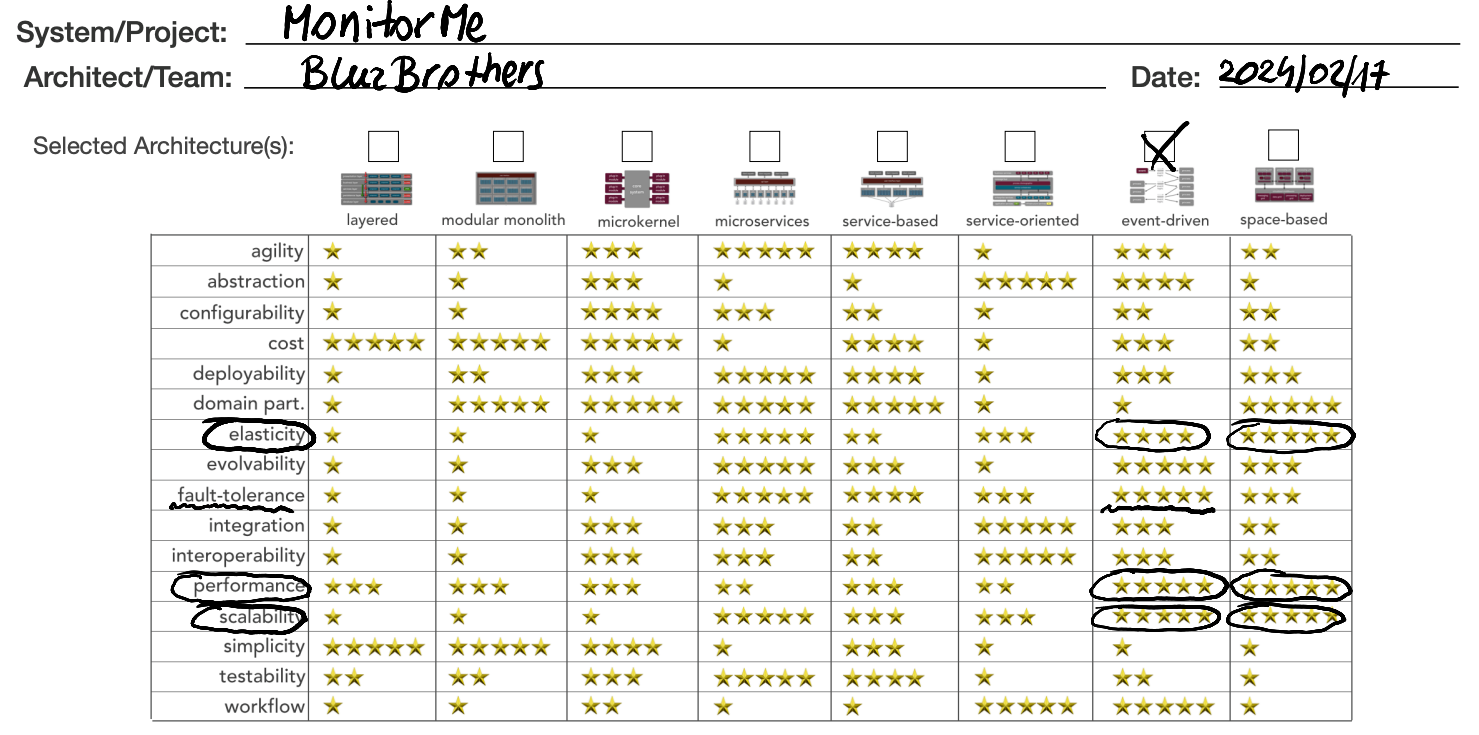 System/Project: MonitorMe
Architect/Team: BluzBrothers Date: 2024/02/17
Selected Architecture(s):
layered modular monolith microkernel microservices service-based service-oriented event-driven space-based
agility
abstraction
configurability
cost
deployability
domain part.
elasticity
evolvability
fault-tolerance
integration
interoperability
performance
scalability
simplicity
testability
workflow